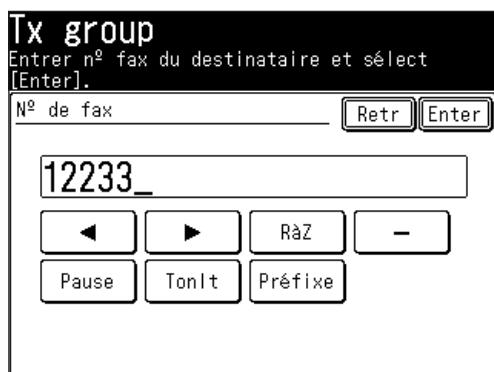 Tx group
Entrer nº fax du destinataire et sélect
[Enter].
Nº de fax Retr Enter
12233_
◄ ► RàZ –
Pause Tonlt Préfixe